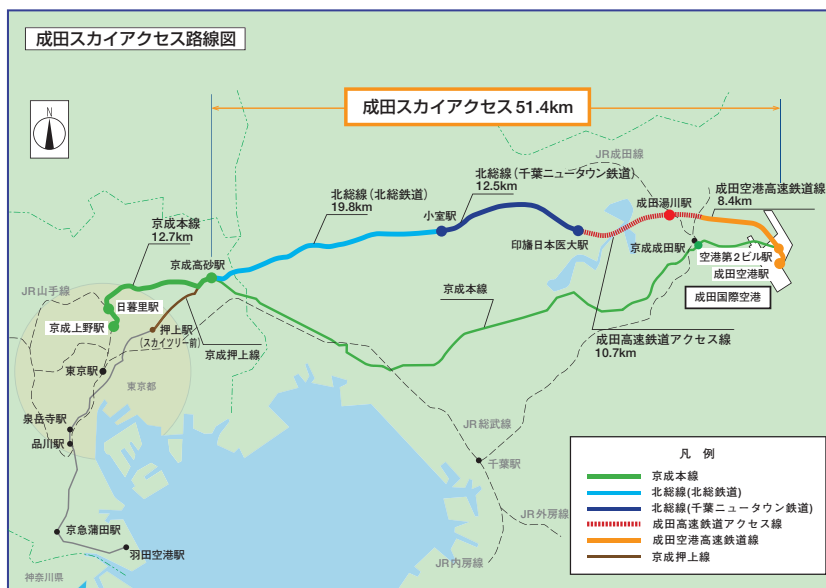 成田スカイアクセス路線図
N
成田スカイアクセス 51.4km
JR成田線
北総線(千葉ニュータウン鉄道)
12.5km
成田空港高速鉄道線
8.4km
北総線(北総鉄道)
19.8km
成田湯川駅
小室駅
京成本線
12.7km
印旛日本医大駅
京成成田駅
空港第2ビル駅
成田空港駅
京成高砂駅
成田国際空港
JR山手線
京成本線
日暮里駅
京成上野駅
押上駅
(スカイツリー前)
京成押上線
成田高速鉄道アクセス線
10.7km
東京駅
東京都
泉岳寺駅
品川駅
JR総武線
千葉駅
JR外房線
JR内房線
京急蒲田駅
羽田空港駅
神奈川県
凡 例
京成本線
北総線(北総鉄道)
北総線(千葉ニュータウン鉄道)
成田高速鉄道アクセス線
成田空港高速鉄道線
京成押上線